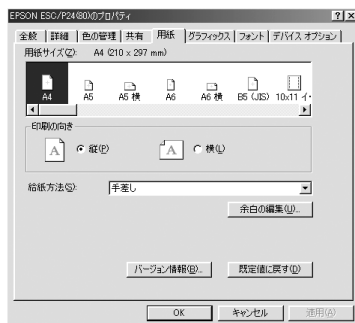 EPSON ESC/P24(80)のプロパティ
全般 詳細 色の管理 共有 用紙 グラフィックス フォント デバイス オプション
用紙サイズ(Z): A4 (210 x 297 mm)
A4 A5 A5 横 A6 A6 横 B5 (JIS) 10x11 イ･
印刷の向き
A 縦(P) A 横(L)
給紙方法(S): 手差し
余白の編集(U)...
バージョン情報(B)... 既定値に戻す(D)
OK キャンセル 適用(A)